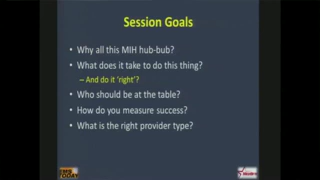 Session Goals
• Why all this MIH hub-bub?
• What does it take to do this thing?
– And do it ‘right’?
• Who should be at the table?
• How do you measure success?
• What is the right provider type?
TODAY